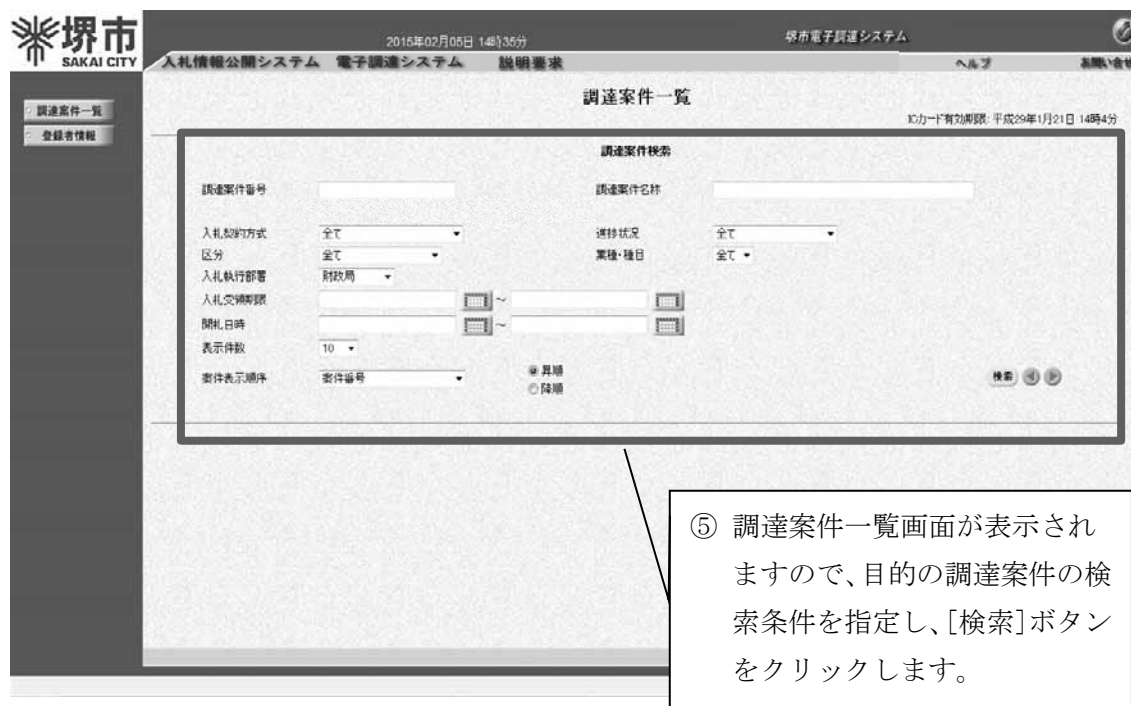 堺市
SAKAI CITY
2015年02月05日 14時35分
堺市電子調達システム
入札情報公開システム 電子調達システム 説明要求
ヘルプ
調達案件一覧
登録者情報
調達案件一覧
ICカード有効期限: 平成29年1月21日 14時4分
調達案件検索
調達案件番号 調達案件名称
入札契約方式 全て 進捗状況 全て
区分 全て 業種・種目 全て
入札執行部署 財政局
入札受領期限 ~
開札日時 ~
表示件数 10
案件表示順序 案件番号 昇順
降順
検索
⑤ 調達案件一覧画面が表示され
ますので、目的の調達案件の検
索条件を指定し、[検索]ボタン
をクリックします。